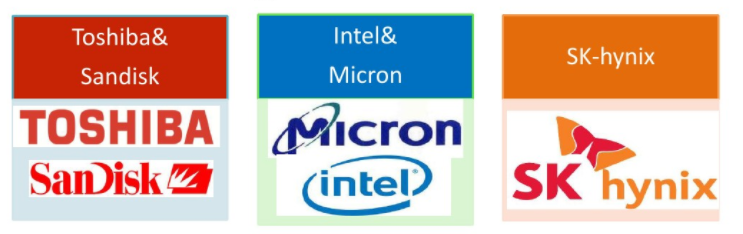 Toshiba&
Sandisk
TOSHIBA
SanDisk
Intel&
Micron
Micron
intel
SK-hynix
SK hynix